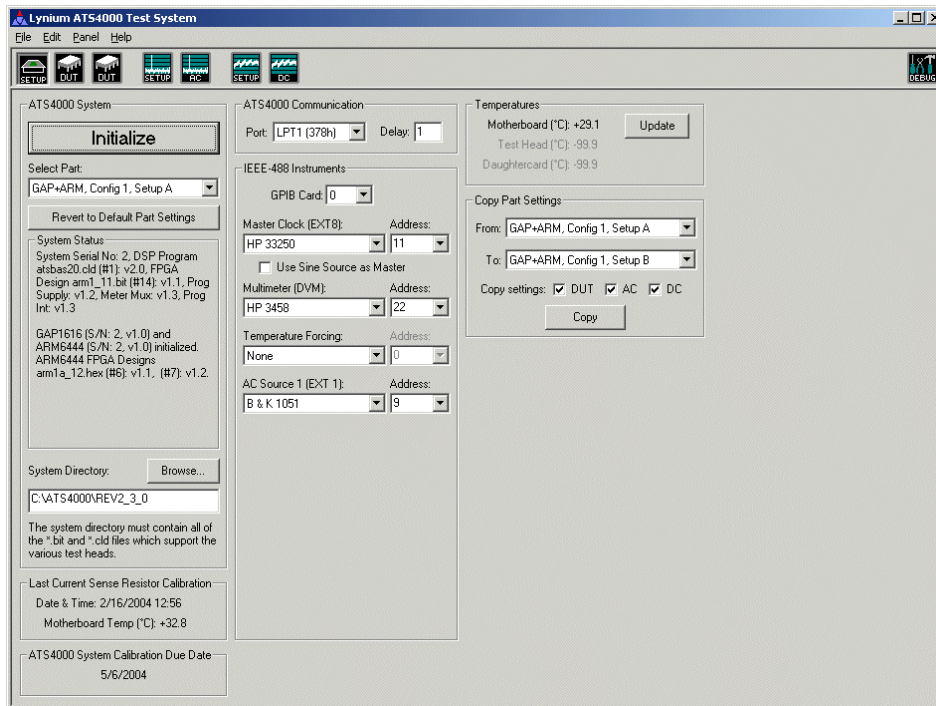 Lynium ATS4000 Test System
File Edit Panel Help
SETUP DUT DUT SETUP AC SETUP DC DEBUG
ATS4000 System
Initialize
Select Part:
GAP+ARM, Config 1, Setup A
Revert to Default Part Settings
System Status
System Serial No: 2, DSP Program
atsbas20.cld (#1): v2.0, FPGA
Design arm1_11.bit (#14): v1.1, Prog
Supply: v1.2, Meter Mux: v1.3, Prog
Int: v1.3
GAP1616 (S/N: 2, v1.0) and
ARM6444 (S/N: 2, v1.0) initialized.
ARM6444 FPGA Designs
arm1a_12.hex (#6): v1.1, (#7): v1.2.
System Directory:
Browse...
C:\ATS4000\REV2_3_0
The system directory must contain all of
the *.bit and *.cld files which support the
various test heads.
Last Current Sense Resistor Calibration
Date & Time: 2/16/2004 12:56
Motherboard Temp (°C): +32.8
ATS4000 System Calibration Due Date
5/6/2004
ATS4000 Communication
Port: LPT1 (378h) Delay: 1
IEEE-488 Instruments
GPIB Card: 0
Master Clock (EXT8): Address:
HP 33250 11
Use Sine Source as Master
Multimeter (DVM): Address:
HP 3458 22
Temperature Forcing: Address:
None 0
AC Source 1 (EXT 1): Address:
B & K 1051 9
Temperatures
Motherboard (°C): +29.1
Update
Test Head (°C): -99.9
Daughtercard (°C): -99.9
Copy Part Settings
From: GAP+ARM, Config 1, Setup A
To: GAP+ARM, Config 1, Setup B
Copy settings: DUT AC DC
Copy